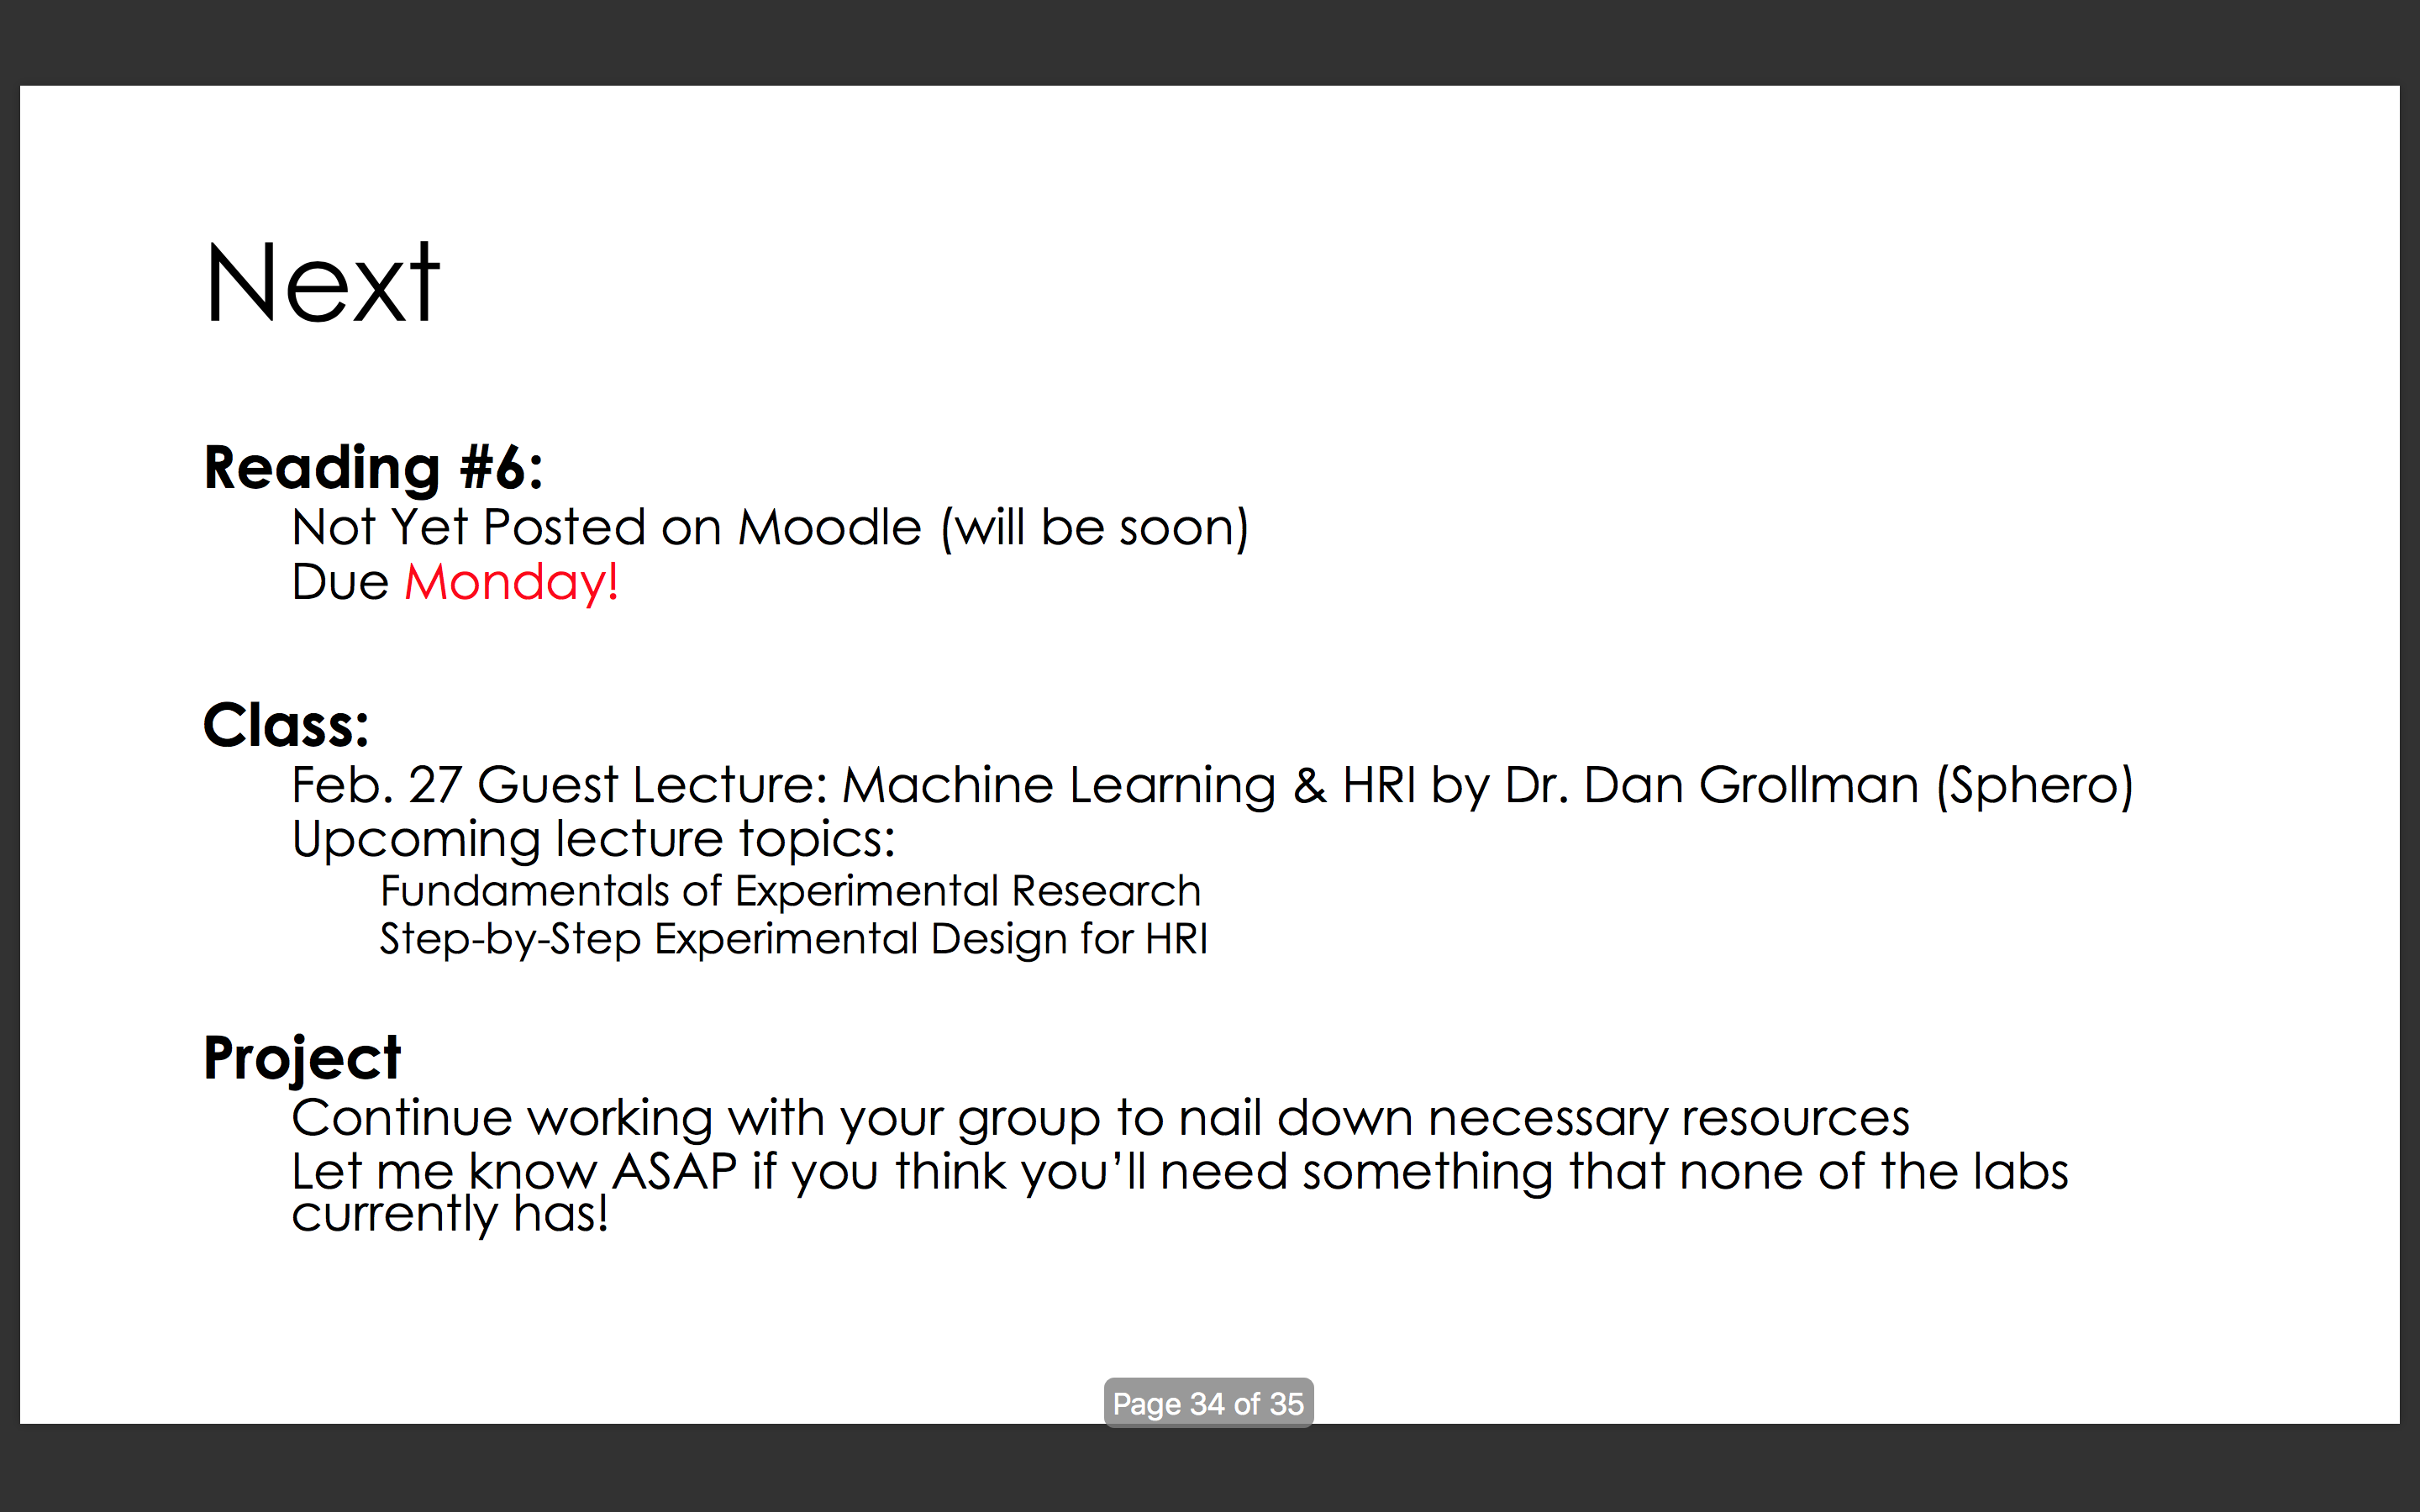 Next
Reading #6:
Not Yet Posted on Moodle (will be soon)
Due Monday!
Class:
Feb. 27 Guest Lecture: Machine Learning & HRI by Dr. Dan Grollman (Sphero)
Upcoming lecture topics:
Fundamentals of Experimental Research
Step-by-Step Experimental Design for HRI
Project
Continue working with your group to nail down necessary resources
Let me know ASAP if you think you’ll need something that none of the labs
currently has!
Page 34 of 35